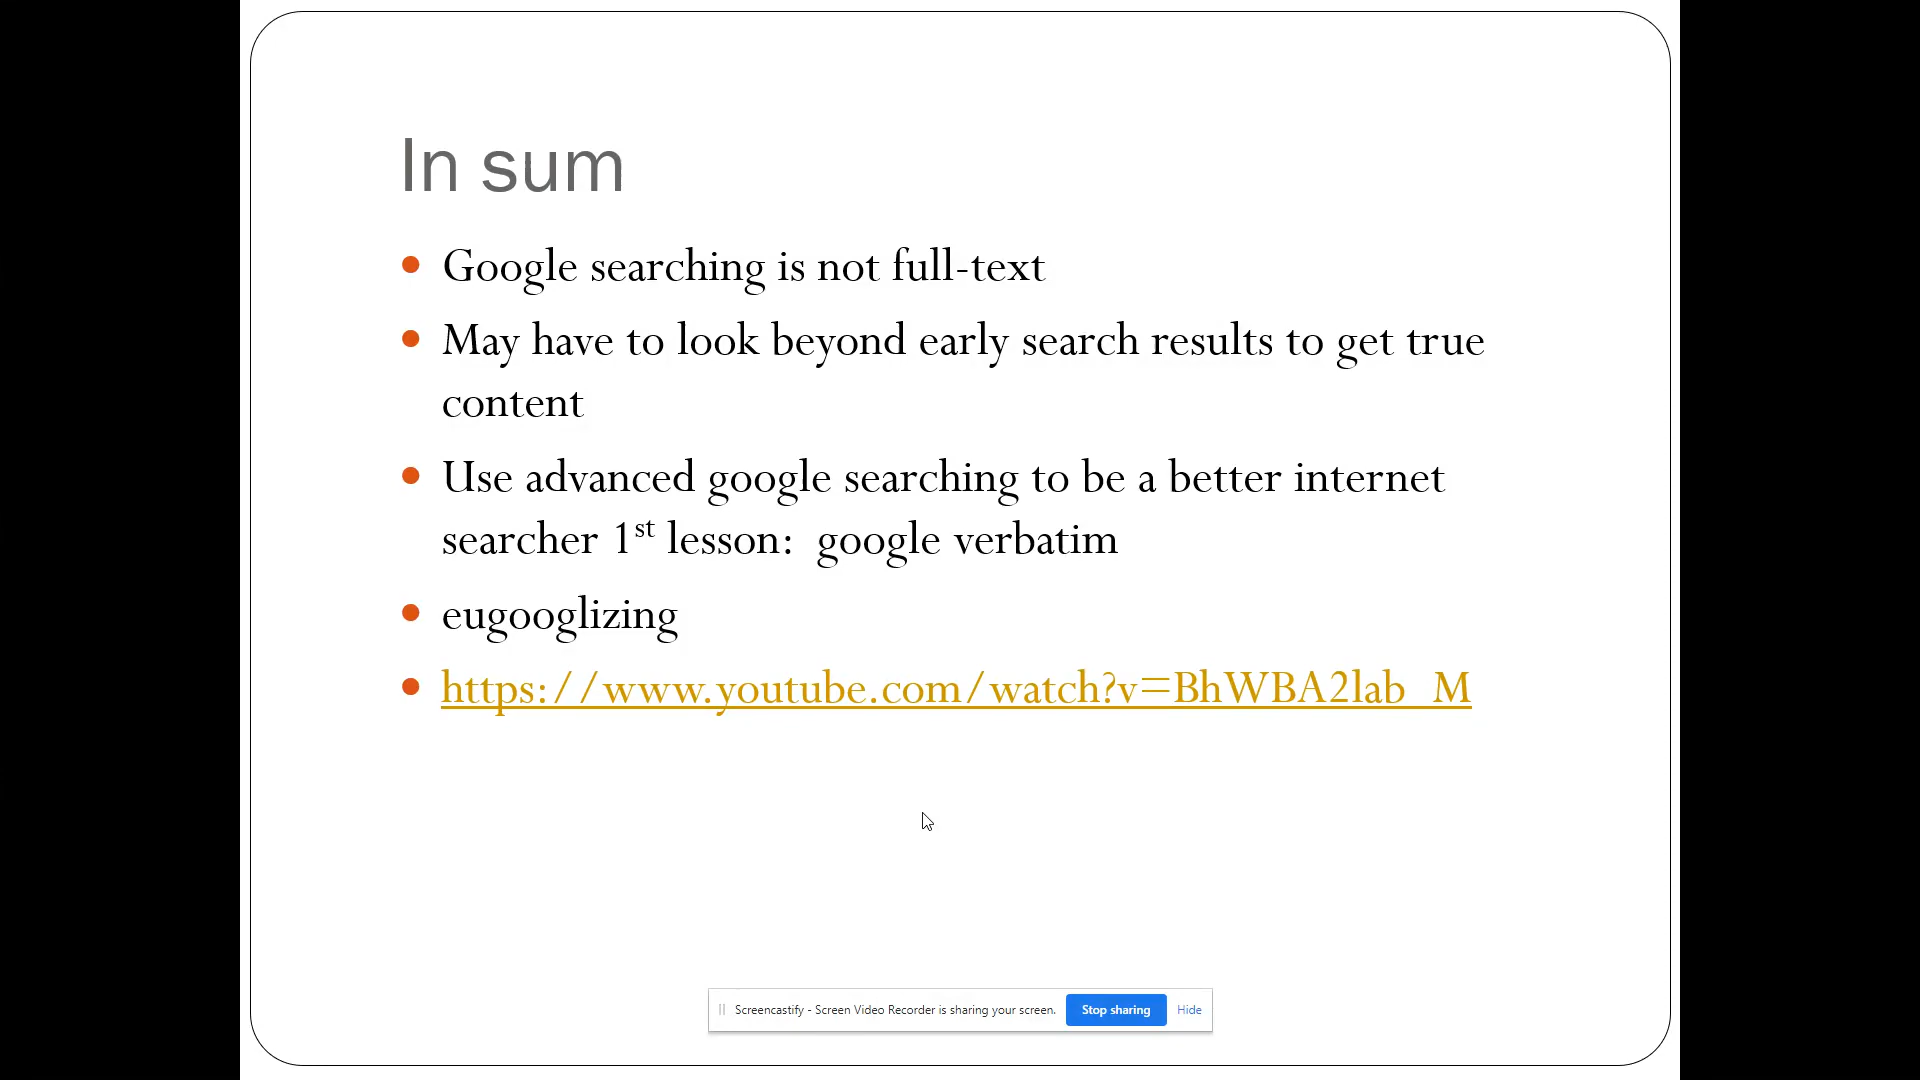 In sum
Google searching is not full-text
May have to look beyond early search results to get true
content
Use advanced google searching to be a better internet
searcher 1st lesson:  google verbatim
eugooglizing
https://www.youtube.com/watch?v=BhWBA2lab_M
Screencastify - Screen Video Recorder is sharing your screen. Stop sharing Hide